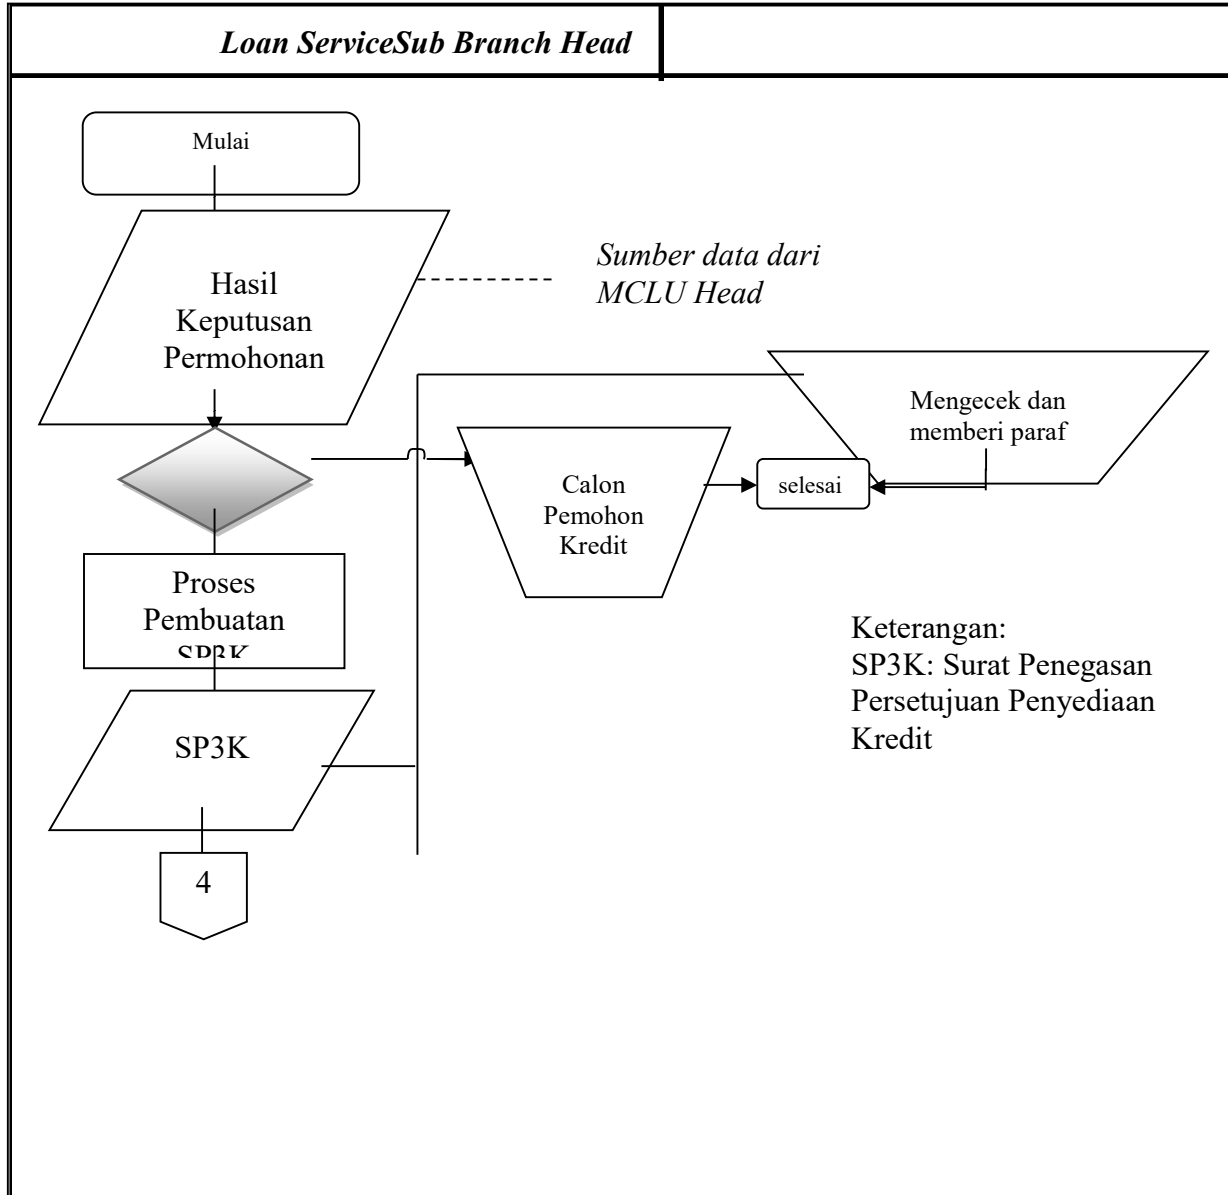 Loan ServiceSub Branch Head
Mulai
Hasil
Keputusan
Permohonan
Sumber data dari
MCLU Head
Mengecek dan
memberi paraf
Calon
Pemohon
Kredit
selesai
Proses
Pembuatan
SP3K
SP3K
4
Keterangan:
SP3K: Surat Penegasan
Persetujuan Penyediaan
Kredit